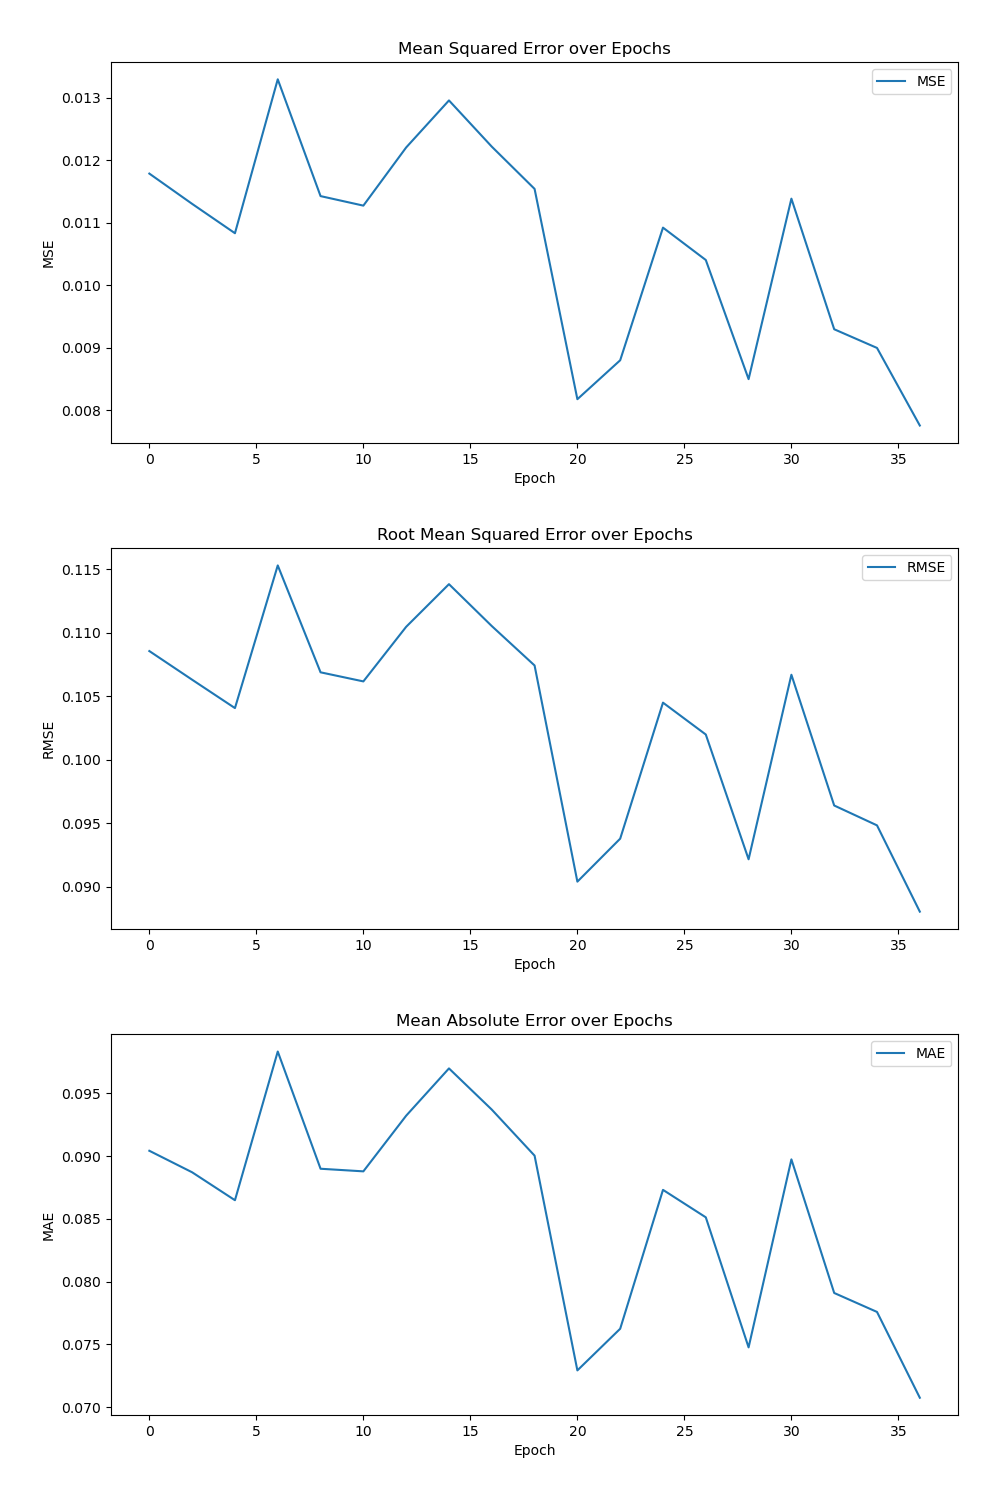 Mean Squared Error over Epochs
MSE
0.013
0.012
0.011
0.010
0.009
0.008
MSE
0 5 10 15 20 25 30 35
Epoch
Root Mean Squared Error over Epochs
RMSE
0.115
0.110
0.105
0.100
0.095
0.090
RMSE
0 5 10 15 20 25 30 35
Epoch
Mean Absolute Error over Epochs
MAE
0.095
0.090
0.085
0.080
0.075
0.070
MAE
0 5 10 15 20 25 30 35
Epoch